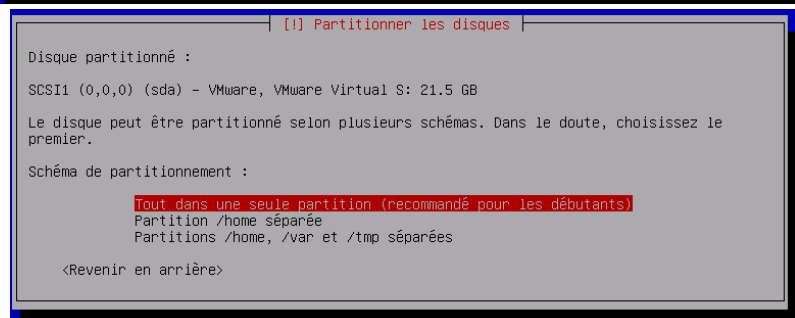 [!] Partitionner les disques
Disque partitionné :
SCSI1 (0,0,0) (sda) - VMware, VMware Virtual S: 21.5 GB
Le disque peut être partitionné selon plusieurs schémas. Dans le doute, choisissez le
premier.
Schéma de partitionnement :
Tout dans une seule partition (recommandé pour les débutants)
Partition /home séparée
Partitions /home, /var et /tmp séparées
<Revenir en arrière>